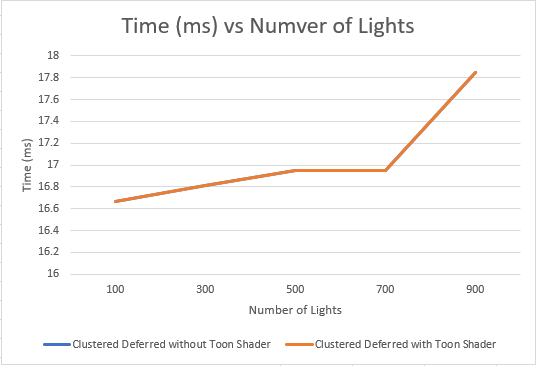 Time (ms) vs Numver of Lights
18
17.8
17.6
17.4
17.2
17
16.8
16.6
16.4
16.2
16
Time (ms)
100 300 500 700 900
Number of Lights
Clustered Deferred without Toon Shader Clustered Deferred with Toon Shader